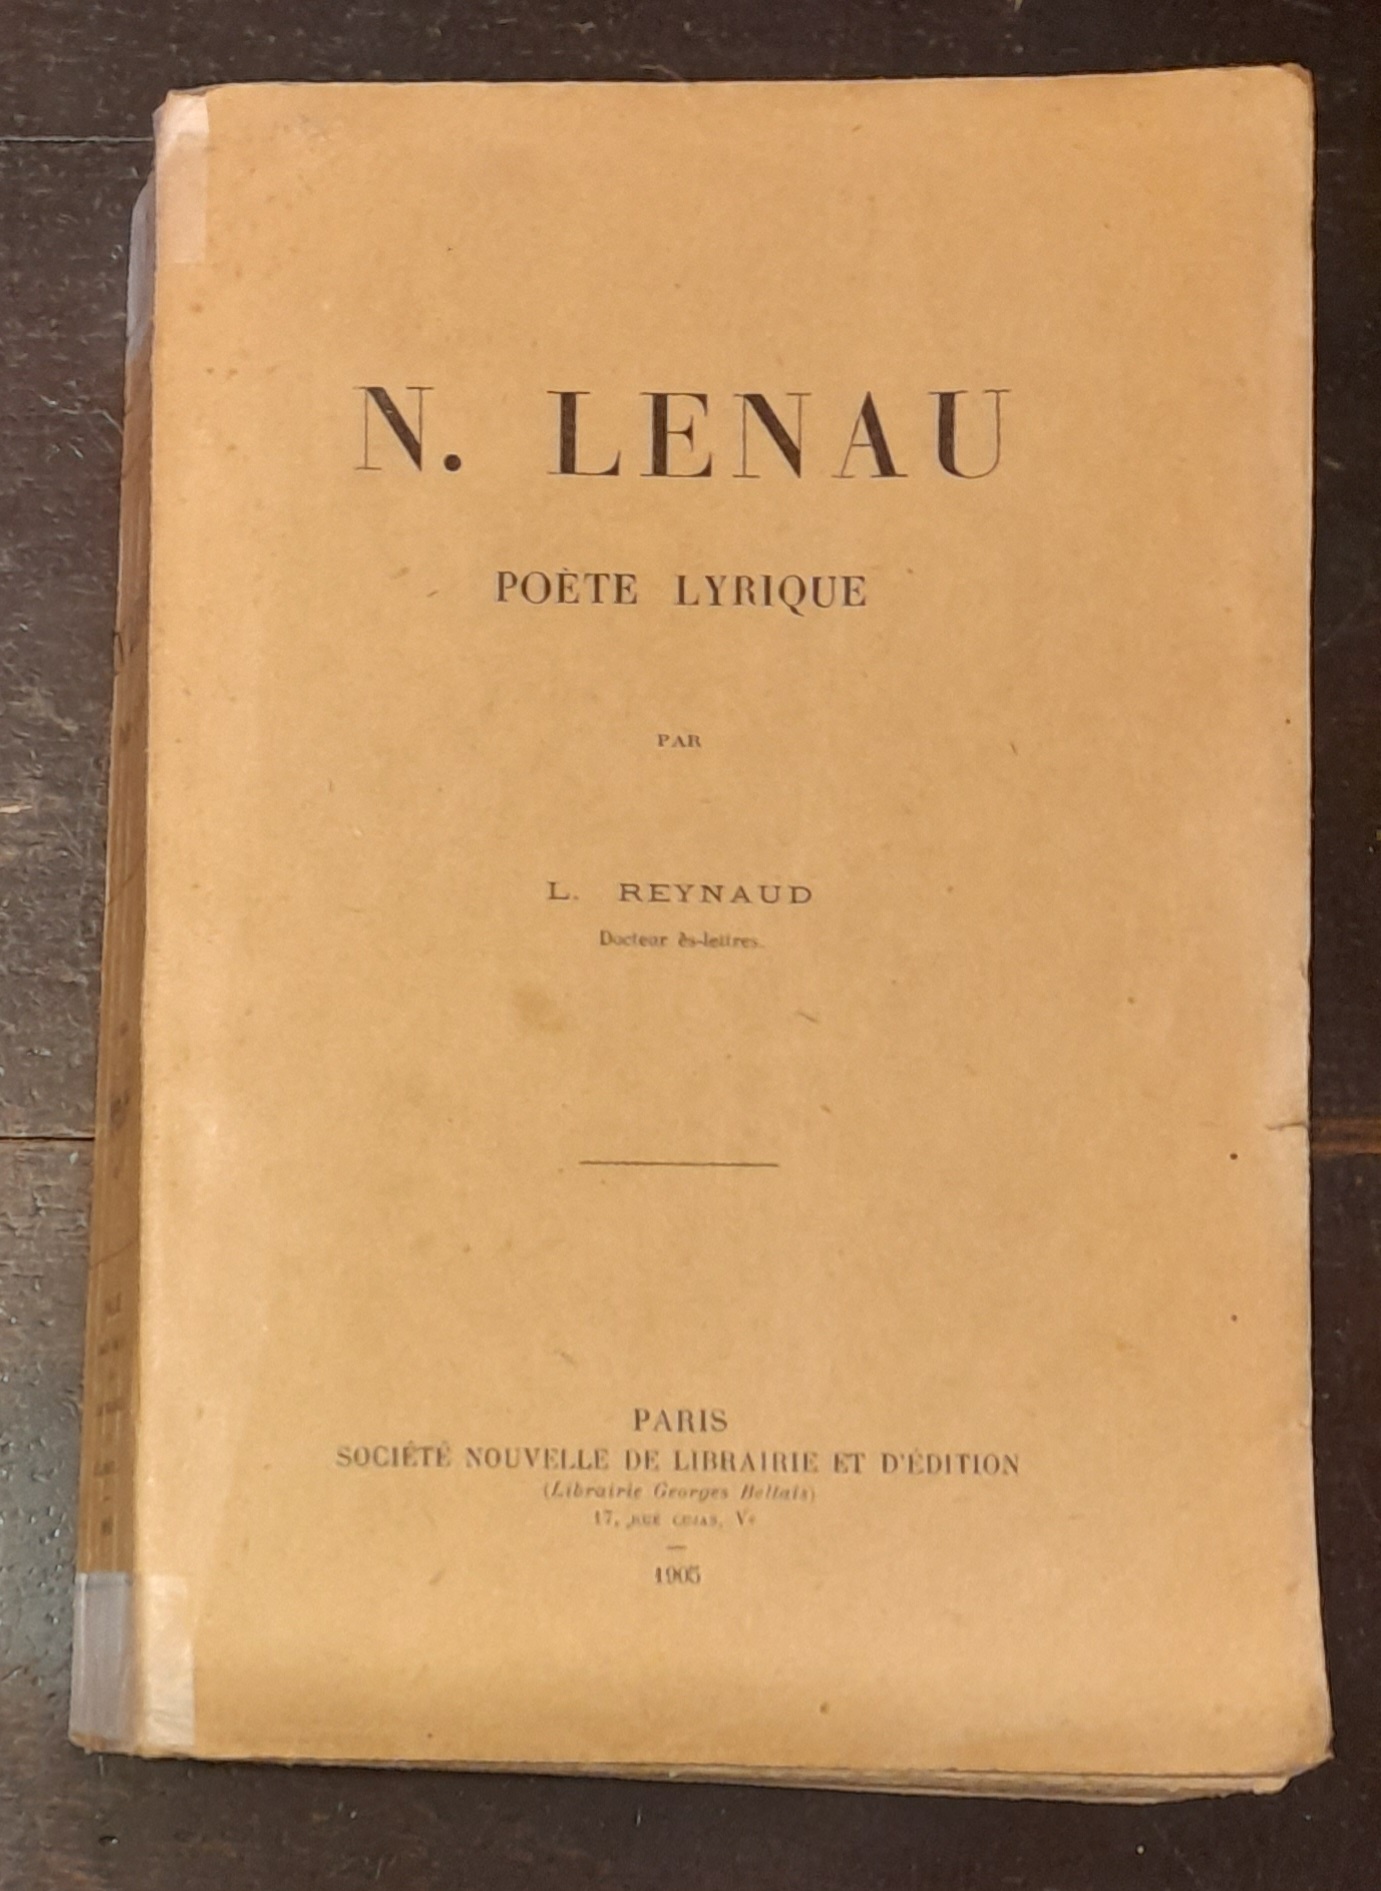 N. LENAU
POÈTE LYRIQUE
PAR
L. REYNAUD
Docteur ès-lettres.
PARIS
SOCIÉTÉ NOUVELLE DE LIBRAIRIE ET D'ÉDITION
(Librairie Georges Bellais)
17, RUE CUJAS, Ve
1905